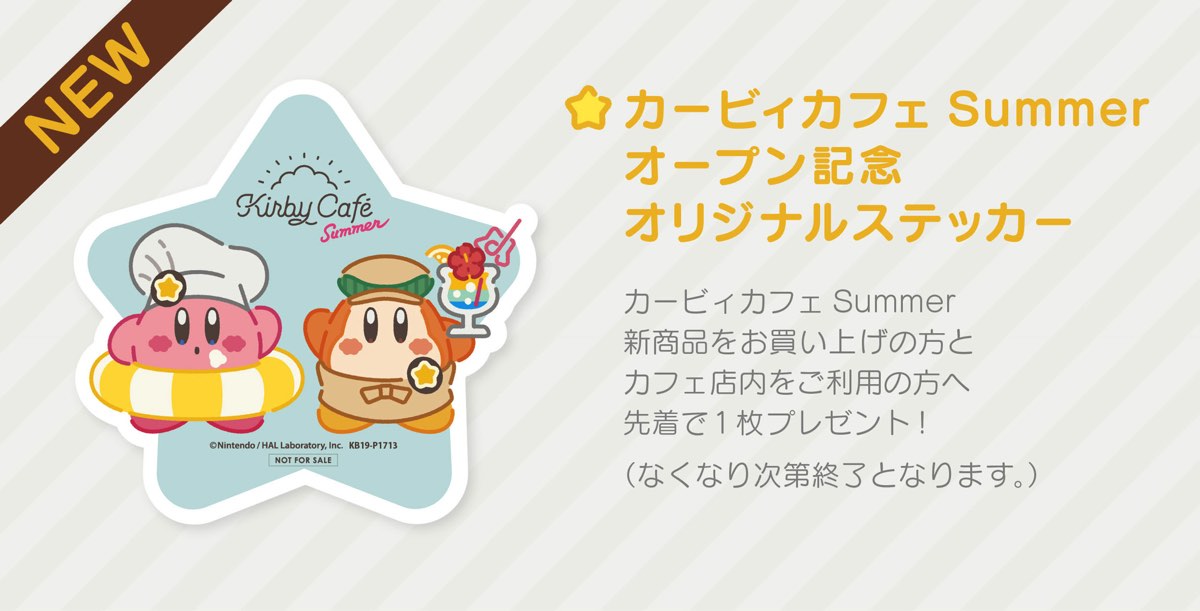 NEW
Kirby Café
Summer
©Nintendo / HAL Laboratory, Inc. KB19-P1713
NOT FOR SALE
カービィカフェ Summer
オープン記念
オリジナルステッカー
カービィカフェ Summer
新商品をお買い上げの方と
カフェ店内をご利用の方へ
先着で1枚プレゼント!
(なくなり次第終了となります。)